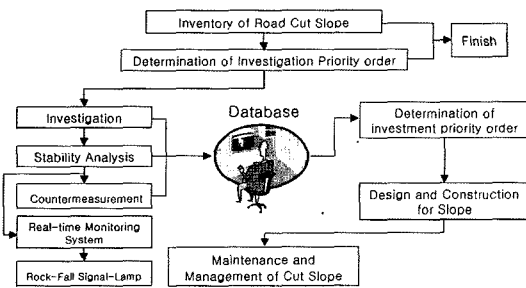 Inventory of Road Cut Slope
Finish
Determination of Investigation Priority order
Investigation
Stability Analysis
Countermeasurement
Real-time Monitoring
System
Rock-Fall Signal-Lamp
Database
Determination of
investment priority order
Design and Construction
for Slope
Maintenance and
Management of Cut Slope